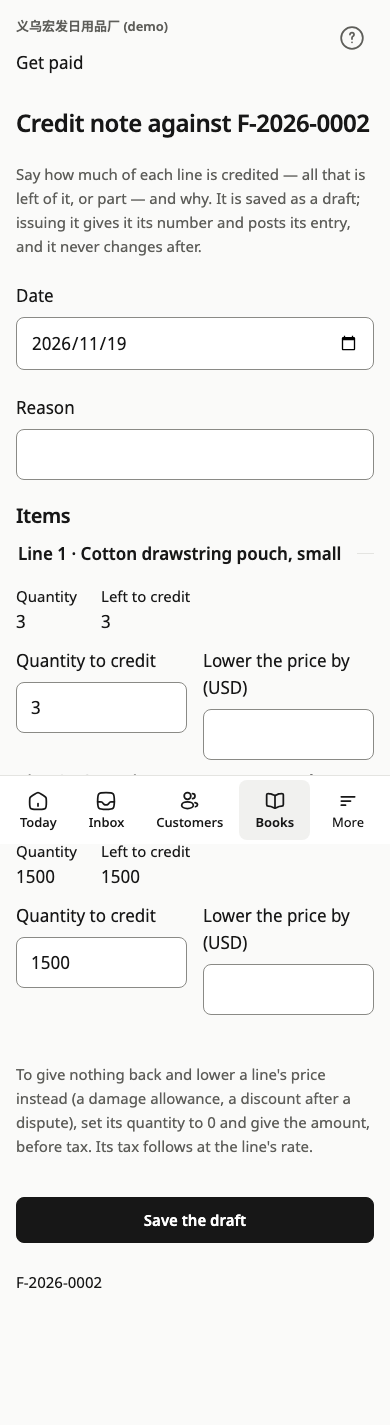 义乌宏发日用品厂 (demo)
Get paid
Credit note against F-2026-0002
Say how much of each line is credited — all that is
left of it, or part — and why. It is saved as a draft;
issuing it gives it its number and posts its entry,
and it never changes after.
Date
2026/11/19
Reason
Items
Line 1 · Cotton drawstring pouch, small
Quantity Left to credit
3 3
Quantity to credit Lower the price by
(USD)
3
Today Inbox Customers Books More
Quantity Left to credit
1500 1500
Quantity to credit Lower the price by
(USD)
1500
To give nothing back and lower a line's price
instead (a damage allowance, a discount after a
dispute), set its quantity to 0 and give the amount,
before tax. Its tax follows at the line's rate.
Save the draft
F-2026-0002